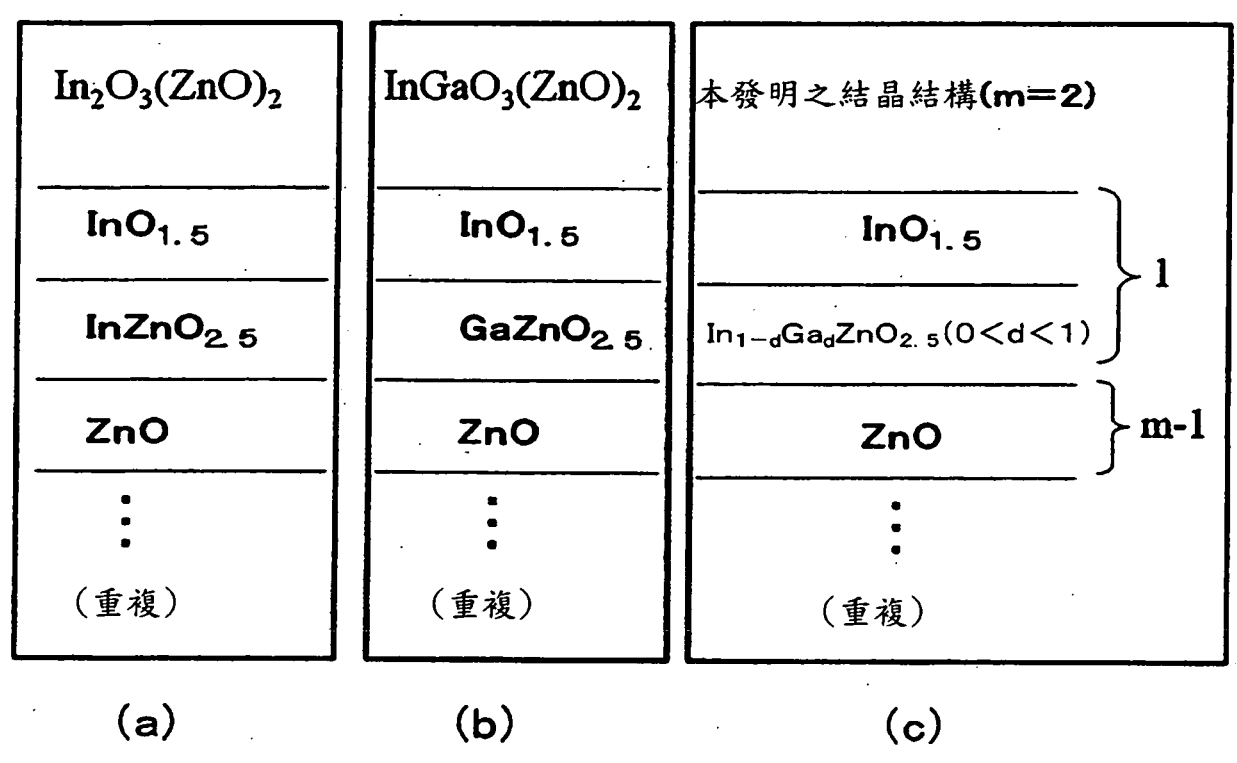 In₂O₃(ZnO)₂
InO₁.₅
InZnO₂.₅
ZnO
(重複)
(a)
InGaO₃(ZnO)₂
InO₁.₅
GaZnO₂.₅
ZnO
(重複)
(b)
本發明之結晶結構(m=2)
InO₁.₅
In₁₋dGadZnO₂.₅(0<d<1)
1
ZnO
m-1
(重複)
(c)